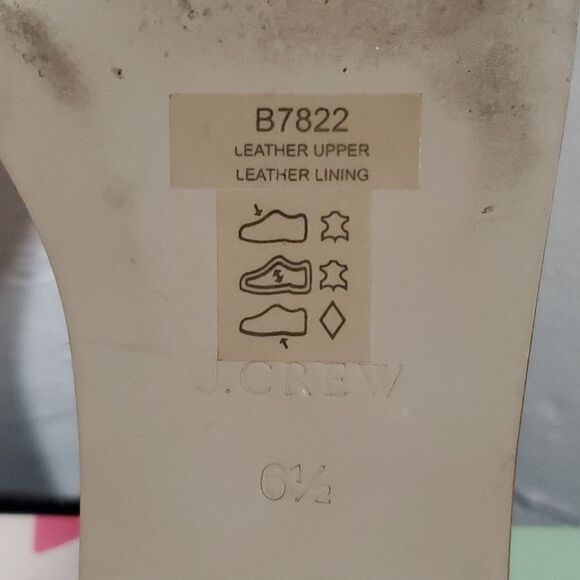 B7822
LEATHER UPPER
LEATHER LINING
J.CREW
6½